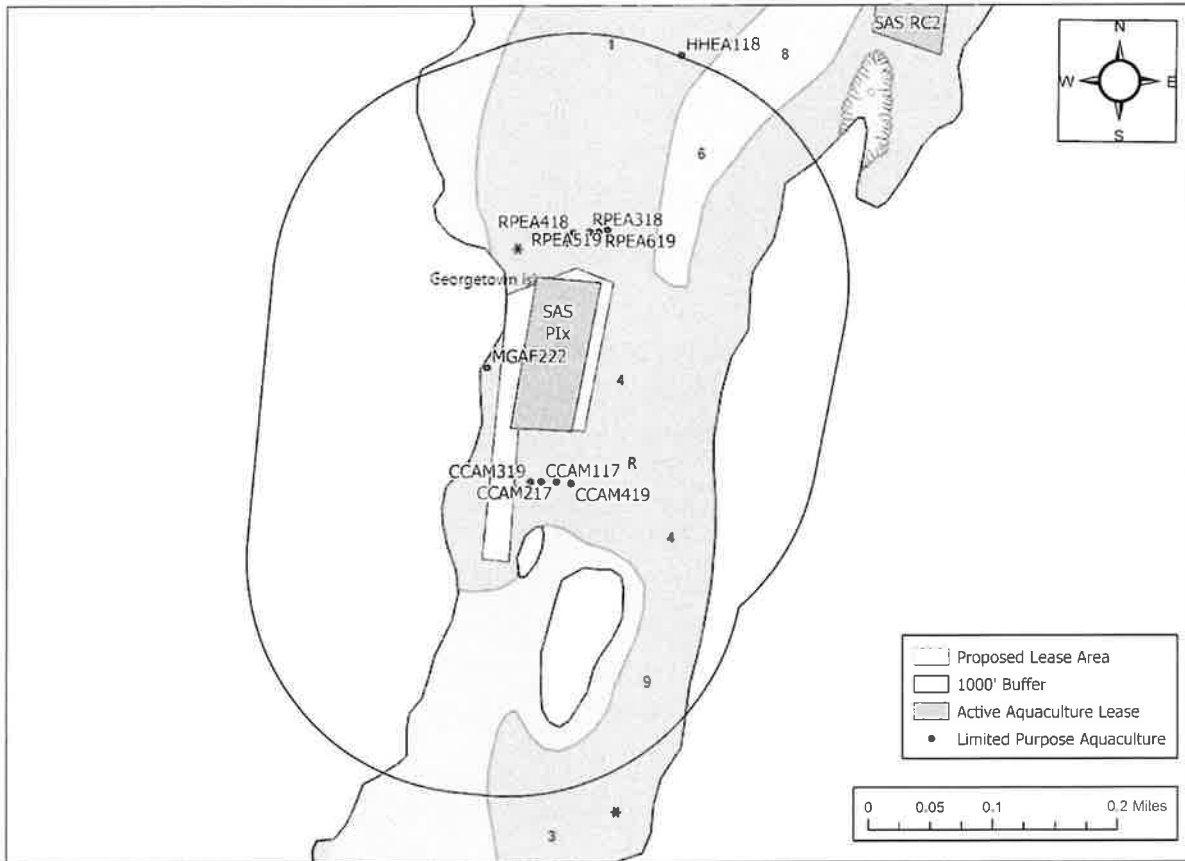 SAS RC2
N
W
E
S
1
HHEA118
8
6
RPEA418
RPEA318
RPEA519
RPEA619
*
Georgetown Isl
SAS
PIx
MGAF222
4
R
CCAM319
CCAM117
CCAM217
CCAM419
4
9
*
3
Proposed Lease Area
1000' Buffer
Active Aquaculture Lease
Limited Purpose Aquaculture
0 0.05 0.1 0.2 Miles